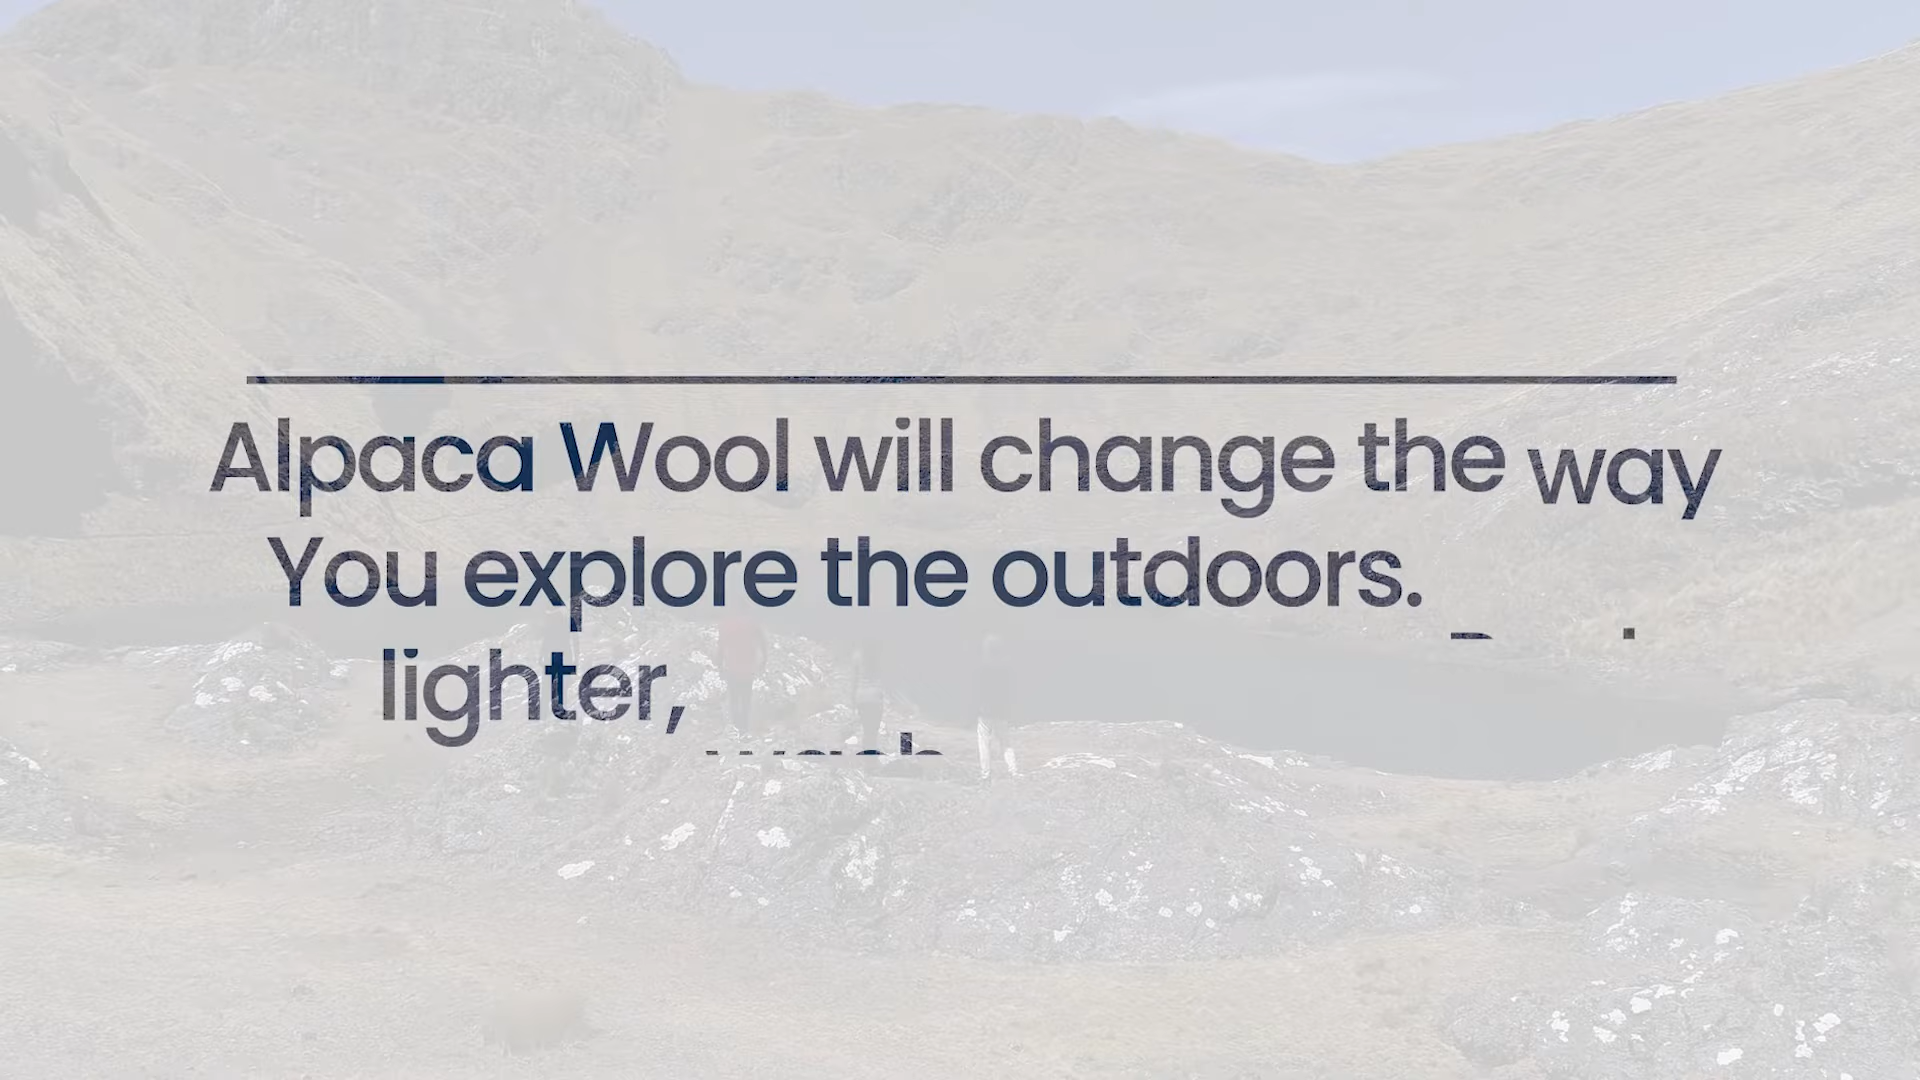 Alpaca Wool will change the way
You explore the outdoors.
lighter,